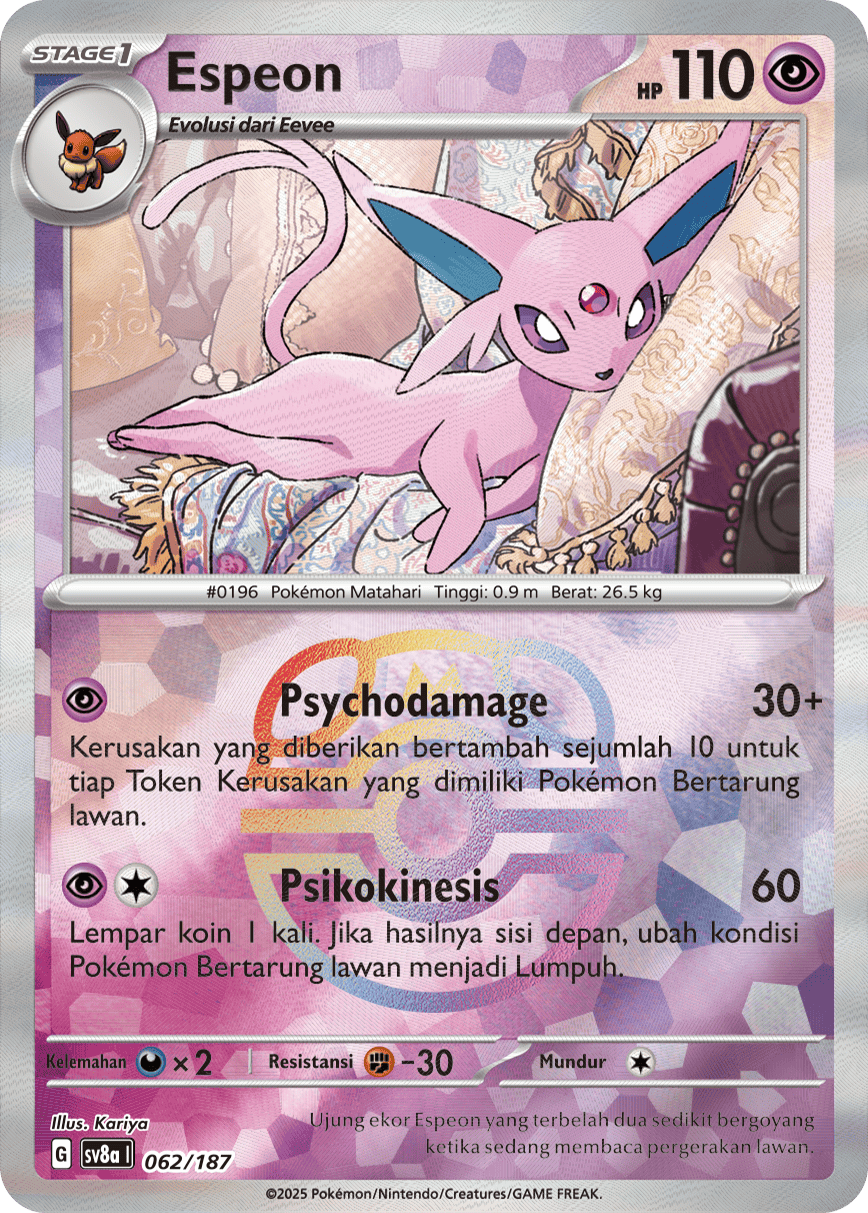 STAGE1
Espeon
HP 110
Evolusi dari Eevee
#0196 Pokémon Matahari Tinggi: 0.9 m Berat: 26.5 kg
Psychodamage 30+
Kerusakan yang diberikan bertambah sejumlah 10 untuk
tiap Token Kerusakan yang dimiliki Pokémon Bertarung
lawan.
Psikokinesis 60
Lempar koin 1 kali. Jika hasilnya sisi depan, ubah kondisi
Pokémon Bertarung lawan menjadi Lumpuh.
Kelemahan ×2 Resistansi -30 Mundur
Illus. Kariya
Ujung ekor Espeon yang terbelah dua sedikit bergoyang
ketika sedang membaca pergerakan lawan.
G sv8a I 062/187
©2025 Pokémon/Nintendo/Creatures/GAME FREAK.